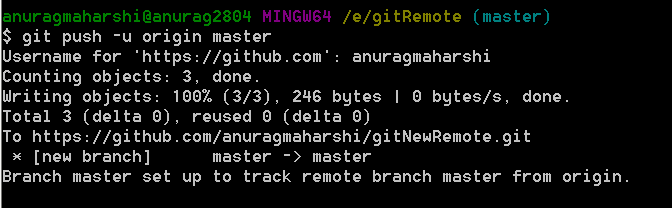 anuragmaharshi@anurag2804 MINGW64 /e/gitRemote (master)
$ git push -u origin master
Username for 'https://github.com': anuragmaharshi
Counting objects: 3, done.
Writing objects: 100% (3/3), 246 bytes | 0 bytes/s, done.
Total 3 (delta 0), reused 0 (delta 0)
To https://github.com/anuragmaharshi/gitNewRemote.git
 * [new branch]      master -> master
Branch master set up to track remote branch master from origin.